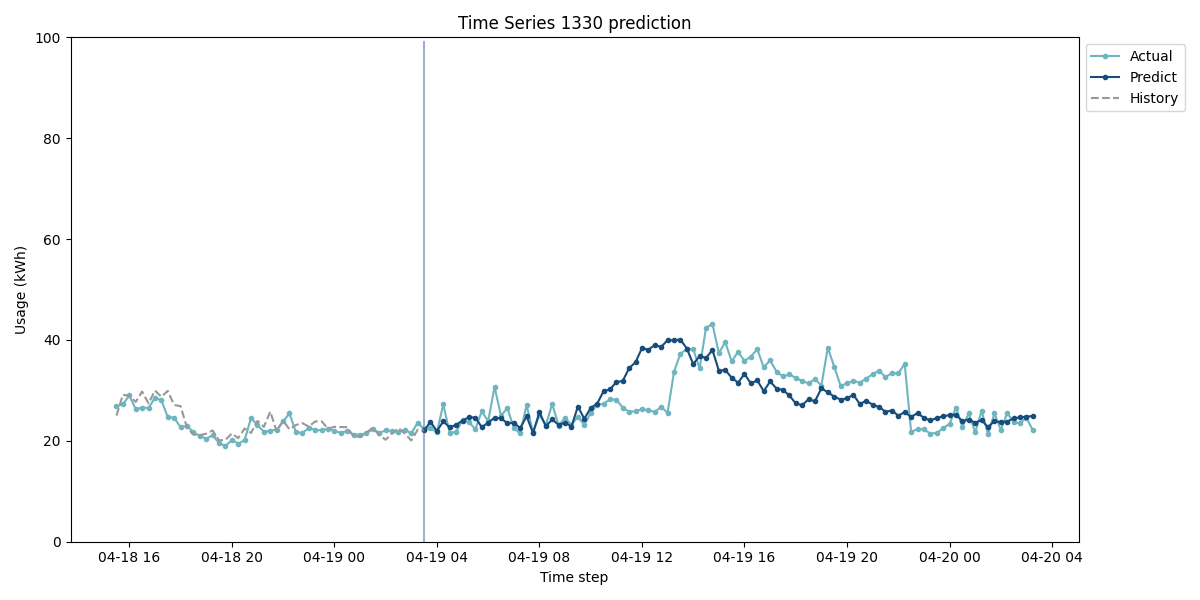 Time Series 1330 prediction
100
80
60
40
20
0
Usage (kWh)
04-18 16
04-18 20
04-19 00
04-19 04
04-19 08
04-19 12
04-19 16
04-19 20
04-20 00
04-20 04
Time step
Actual
Predict
History